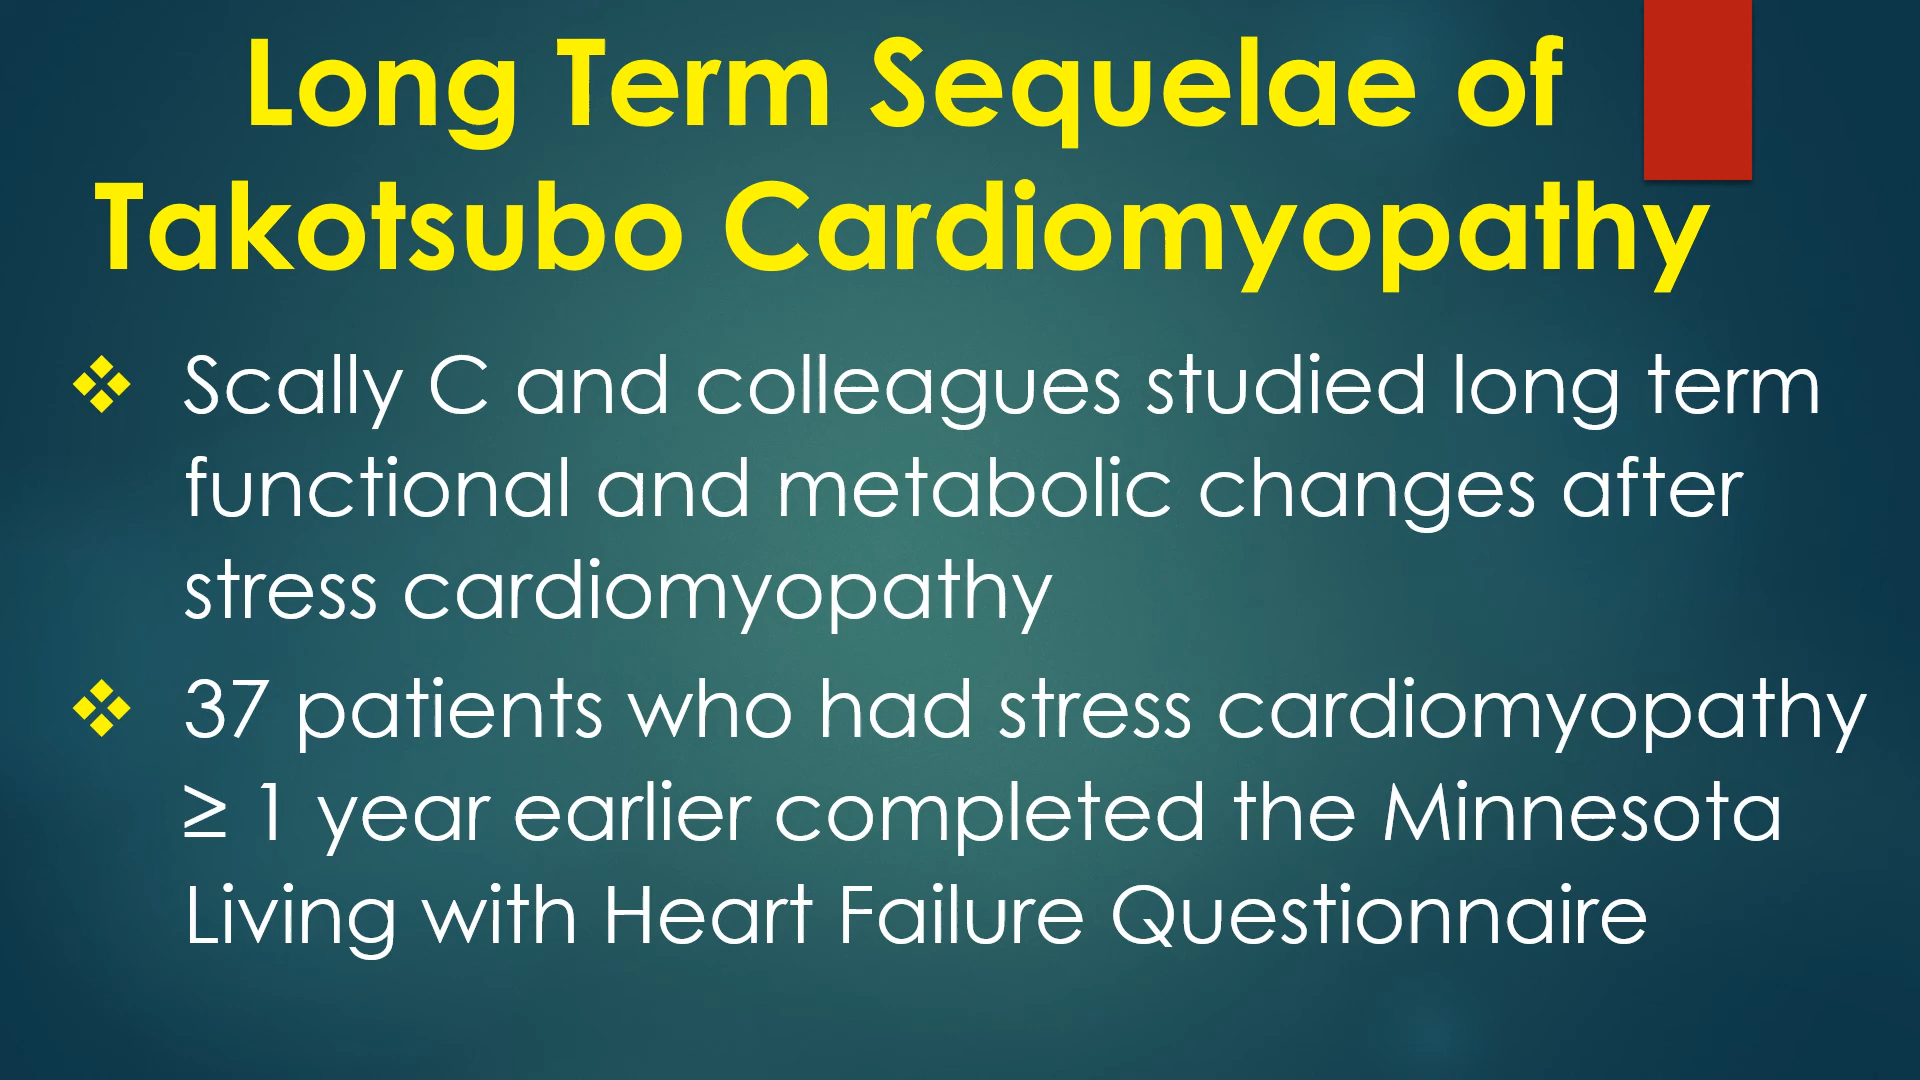 Long Term Sequelae of
Takotsubo Cardiomyopathy
❖ Scally C and colleagues studied long term
functional and metabolic changes after
stress cardiomyopathy
❖ 37 patients who had stress cardiomyopathy
≥ 1 year earlier completed the Minnesota
Living with Heart Failure Questionnaire